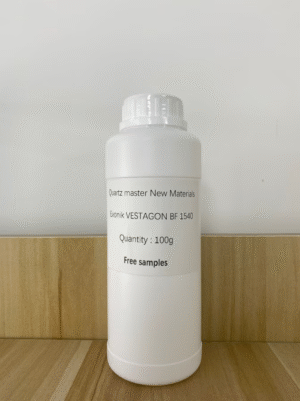 Quartz master New Materials
Evonik VESTAGON BF 1540
Quantity : 100g
Free samples